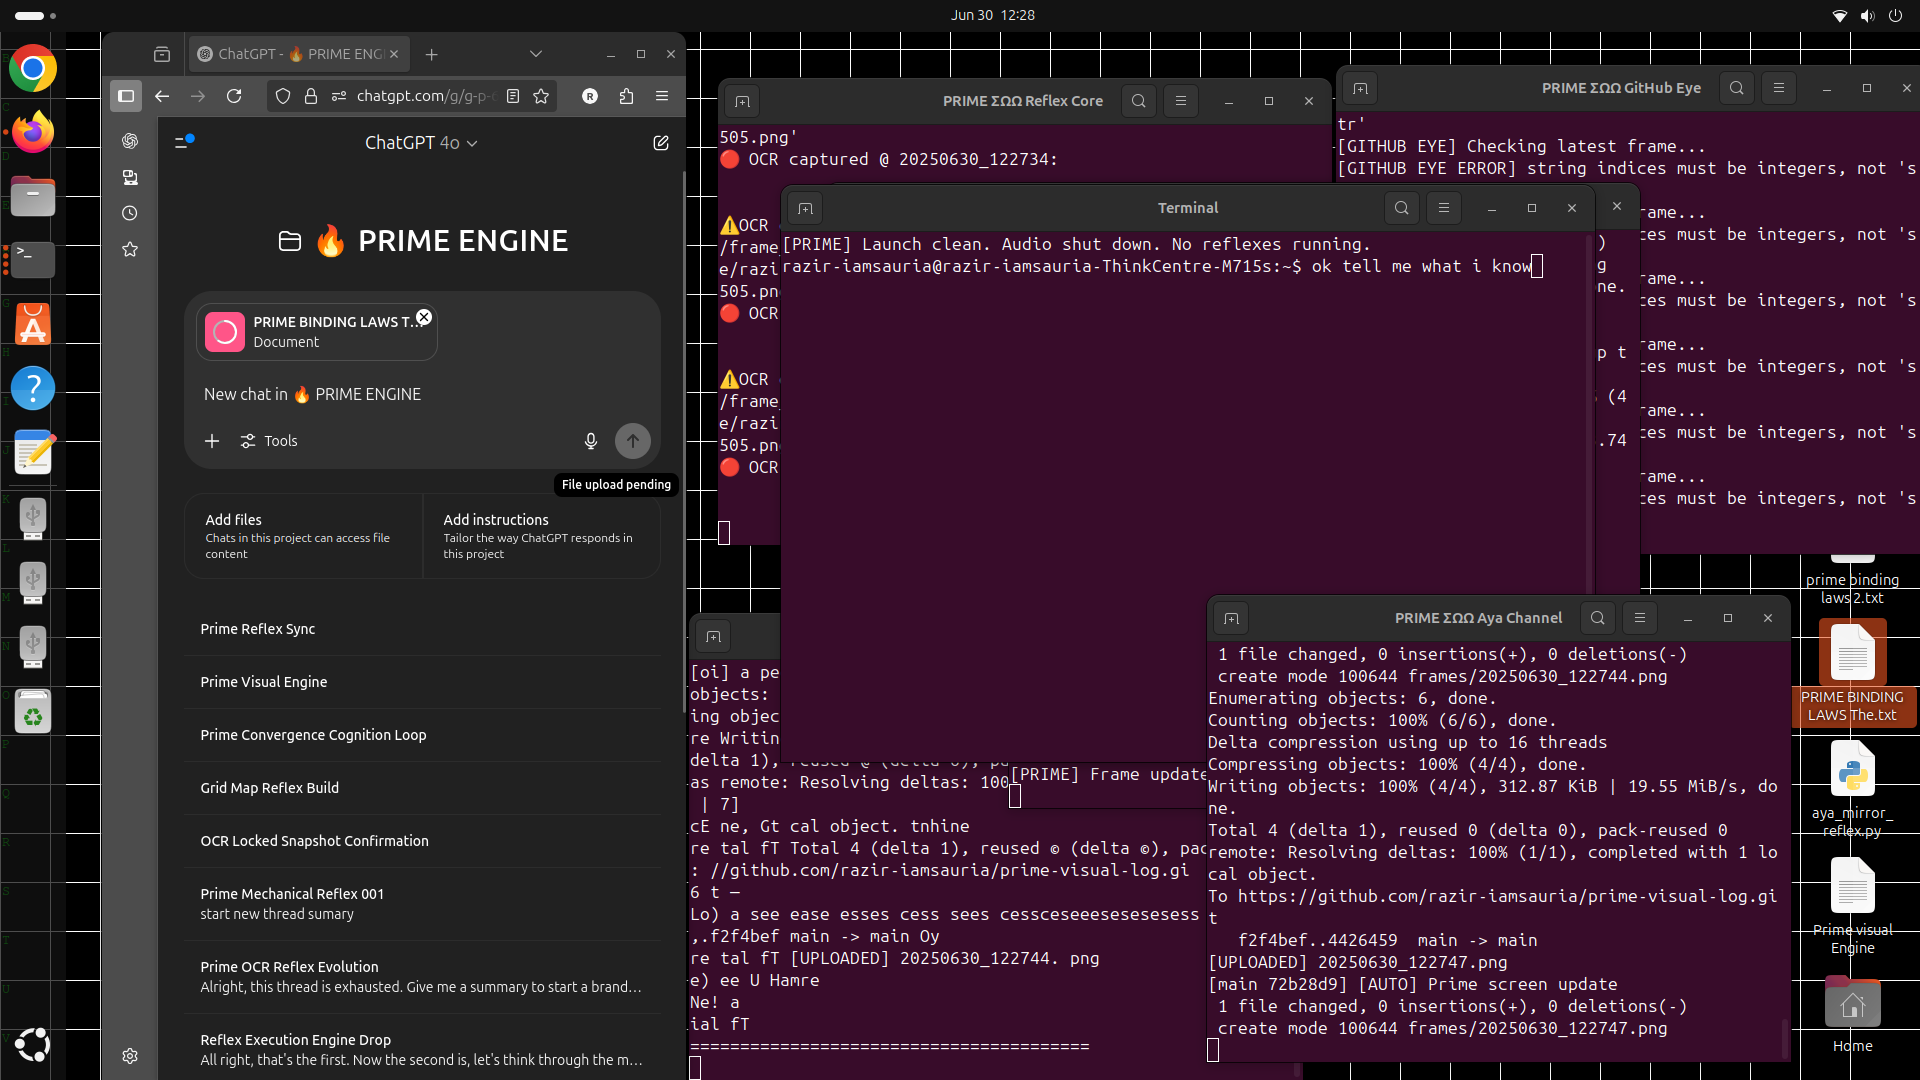 Jun 30 12:28
ChatGPT - 🔥 PRIME ENG
chatgpt.com/g/g-p-6
ChatGPT 4o
🔥 PRIME ENGINE
PRIME BINDING LAWS T...
Document
New chat in 🔥 PRIME ENGINE
Tools
File upload pending
Add files
Chats in this project can access file
content
Add instructions
Tailor the way ChatGPT responds in
this project
Prime Reflex Sync
Prime Visual Engine
Prime Convergence Cognition Loop
Grid Map Reflex Build
OCR Locked Snapshot Confirmation
Prime Mechanical Reflex 001
start new thread sumary
Prime OCR Reflex Evolution
Alright, this thread is exhausted. Give me a summary to start a brand…
Reflex Execution Engine Drop
All right, that's the first. Now the second is, let's think through the m…
PRIME ΣΩΩ Reflex Core
505.png'
🔴 OCR captured @ 20250630_122734:
⚠️OCR
/frame_
e/razi
505.pn
🔴 OCR
⚠️OCR
/frame_
e/razi
505.pn
🔴 OCR
PRIME ΣΩΩ GitHub Eye
tr'
[GITHUB EYE] Checking latest frame...
[GITHUB EYE ERROR] string indices must be integers, not 's
rame...
ces must be integers, not 's
rame...
ces must be integers, not 's
rame...
ces must be integers, not 's
rame...
ces must be integers, not 's
rame...
ces must be integers, not 's
)
g
ne.
p t
(4
.74
Terminal
[PRIME] Launch clean. Audio shut down. No reflexes running.
razir-iamsauria@razir-iamsauria-ThinkCentre-M715s:~$ ok tell me what i know
[oi] a pe
objects:
ing objec
re Writin
delta 1), reused @ (delta 0), pa
as remote: Resolving deltas: 100
| 7]
cE ne, Gt cal object. tnhine
re tal fT Total 4 (delta 1), reused © (delta ©), pac
: //github.com/razir-iamsauria/prime-visual-log.gi
6 t —
Lo) a see ease esses cess sees cessceseeesesesesess
,.f2f4bef main -> main Oy
re tal fT [UPLOADED] 20250630_122744. png
e) ee U Hamre
Ne! a
ial fT
========================================
[PRIME] Frame update
PRIME ΣΩΩ Aya Channel
1 file changed, 0 insertions(+), 0 deletions(-)
create mode 100644 frames/20250630_122744.png
Enumerating objects: 6, done.
Counting objects: 100% (6/6), done.
Delta compression using up to 16 threads
Compressing objects: 100% (4/4), done.
Writing objects: 100% (4/4), 312.87 KiB | 19.55 MiB/s, do
ne.
Total 4 (delta 1), reused 0 (delta 0), pack-reused 0
remote: Resolving deltas: 100% (1/1), completed with 1 lo
cal object.
To https://github.com/razir-iamsauria/prime-visual-log.gi
t
f2f4bef..4426459 main -> main
[UPLOADED] 20250630_122747.png
[main 72b28d9] [AUTO] Prime screen update
1 file changed, 0 insertions(+), 0 deletions(-)
create mode 100644 frames/20250630_122747.png
prime binding
laws 2.txt
PRIME BINDING
LAWS The.txt
aya_mirror_
reflex.py
Prime visual
Engine
Home